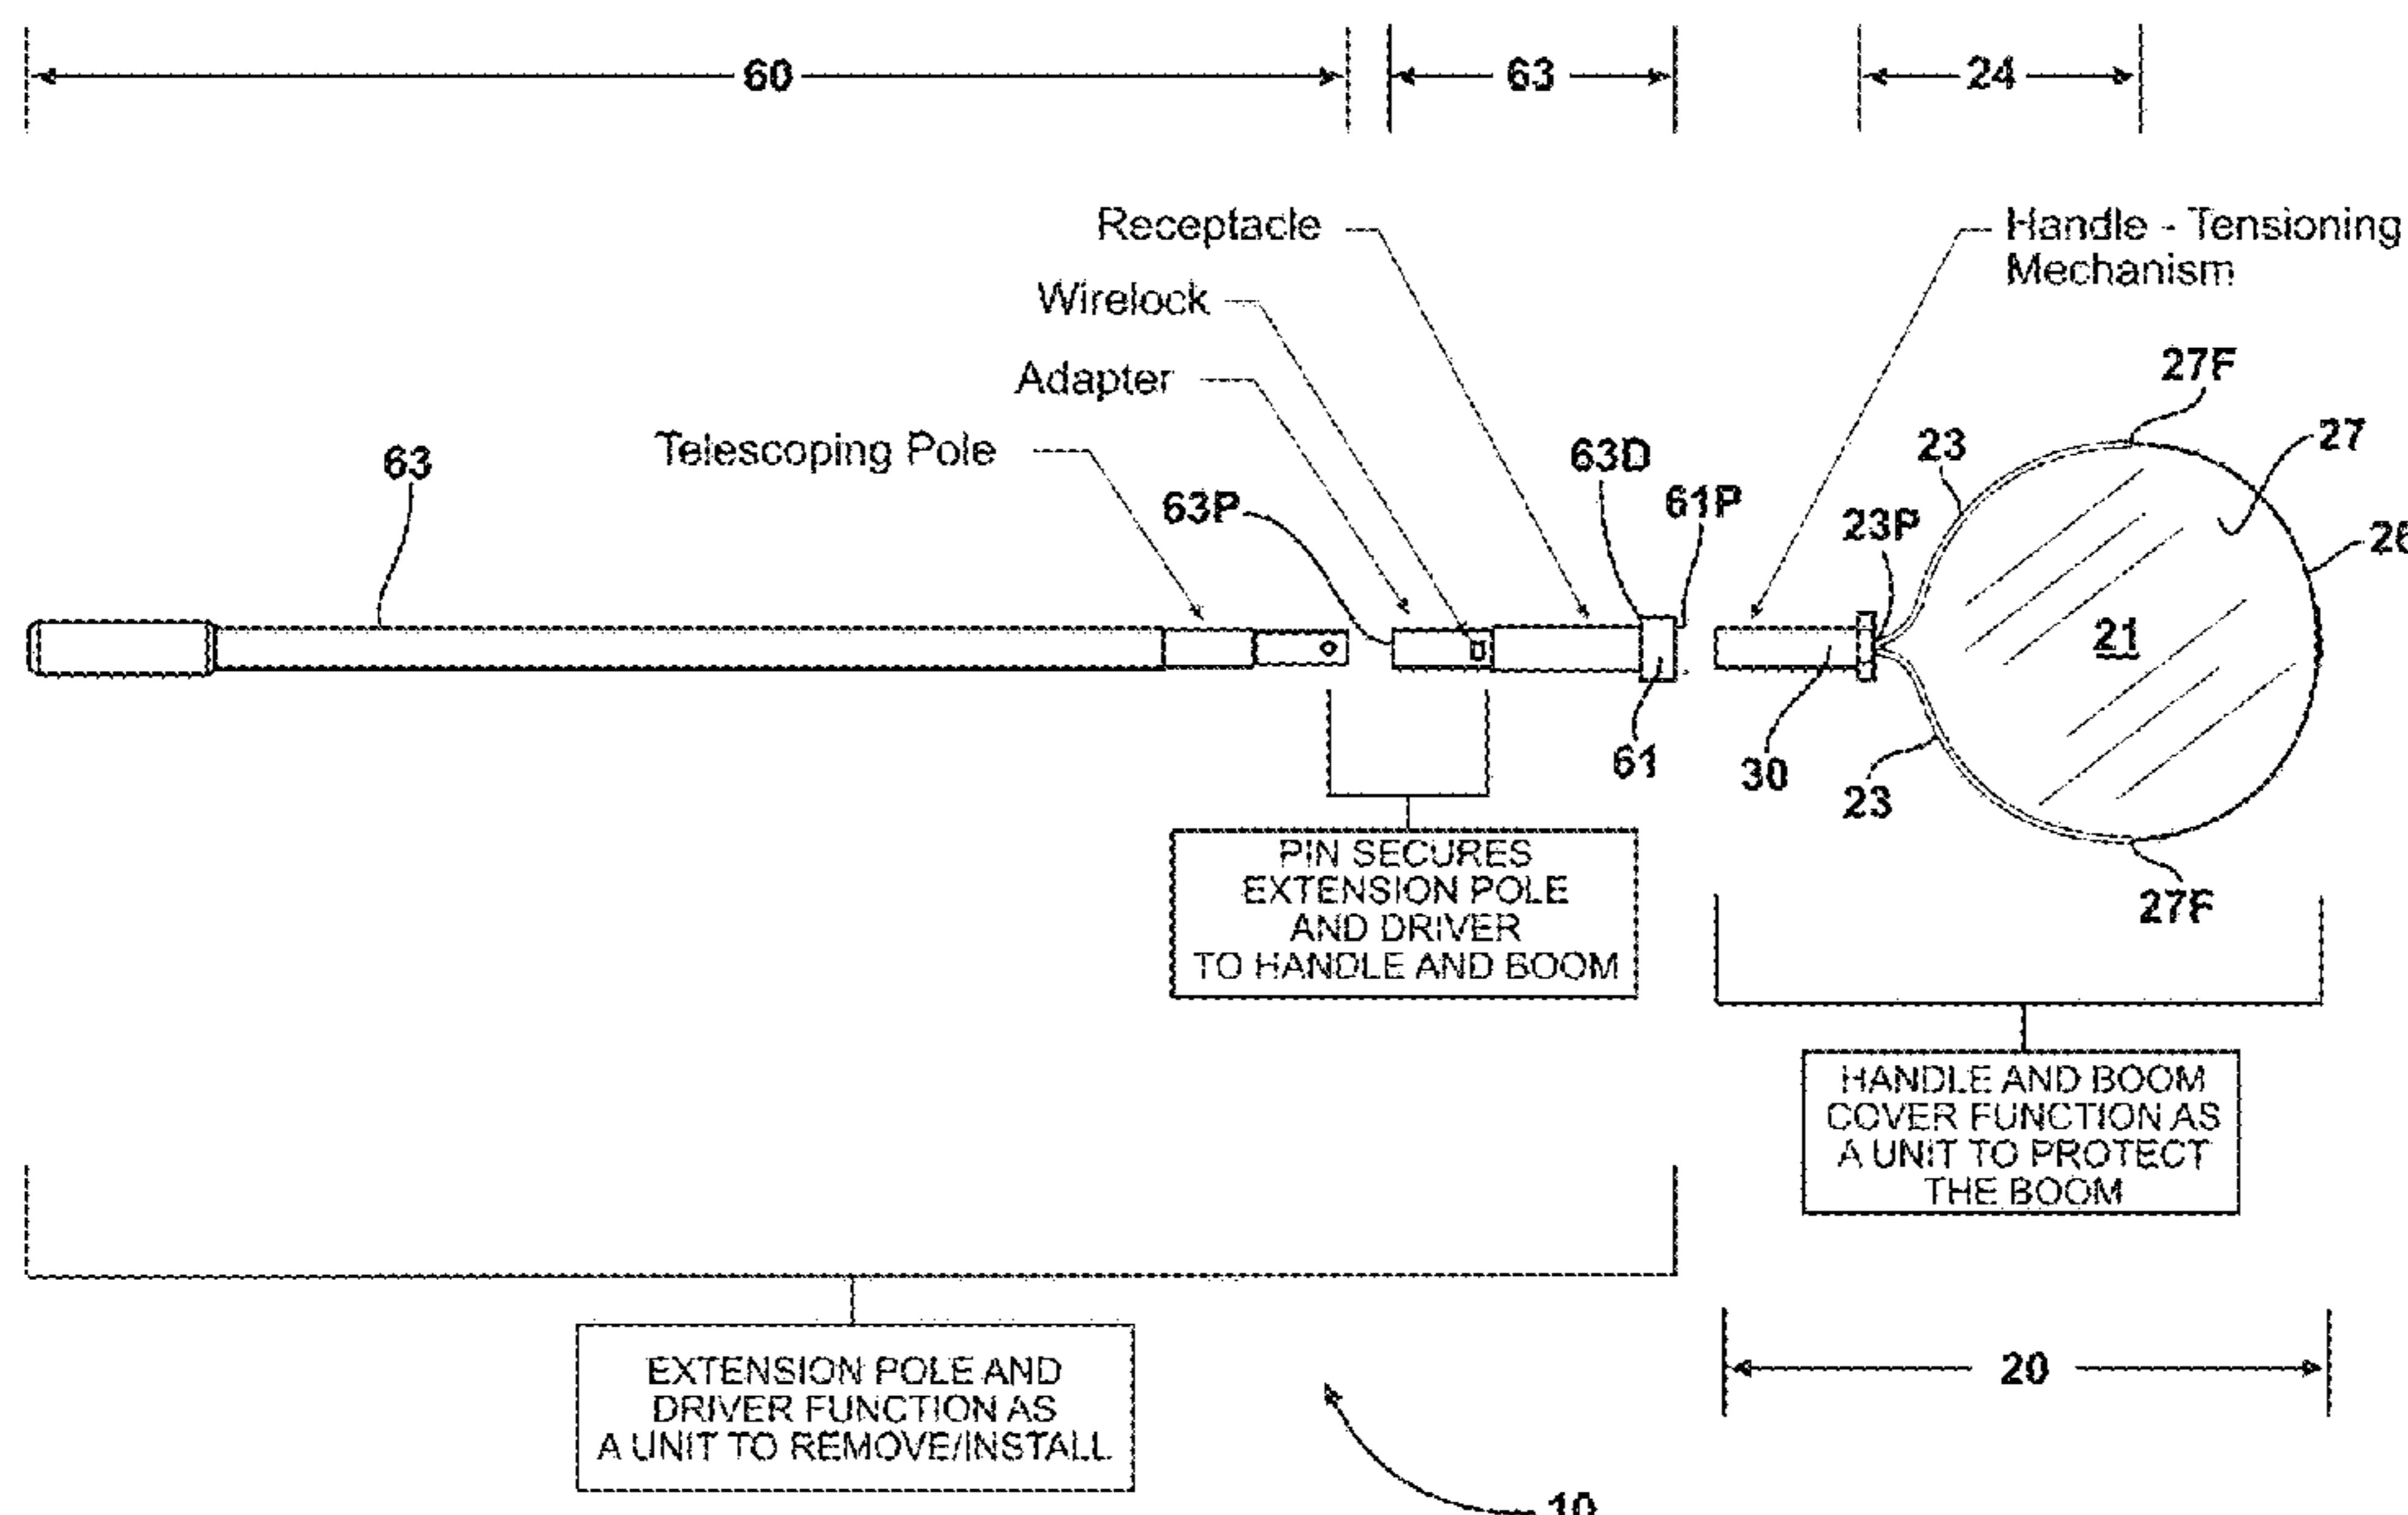 60
63
24
Receptacle
Handle - Tensioning
Mechanism
Wirelock
Adapter
Telescoping Pole
27F
27
23
63
63D
61P
63P
23P
21
61
30
23
27F
PIN SECURES
EXTENSION POLE
AND DRIVER
TO HANDLE AND BOOM
HANDLE AND BOOM
COVER FUNCTION AS
A UNIT TO PROTECT
THE BOOM
EXTENSION POLE AND
DRIVER FUNCTION AS
A UNIT TO REMOVE/INSTALL
20
10